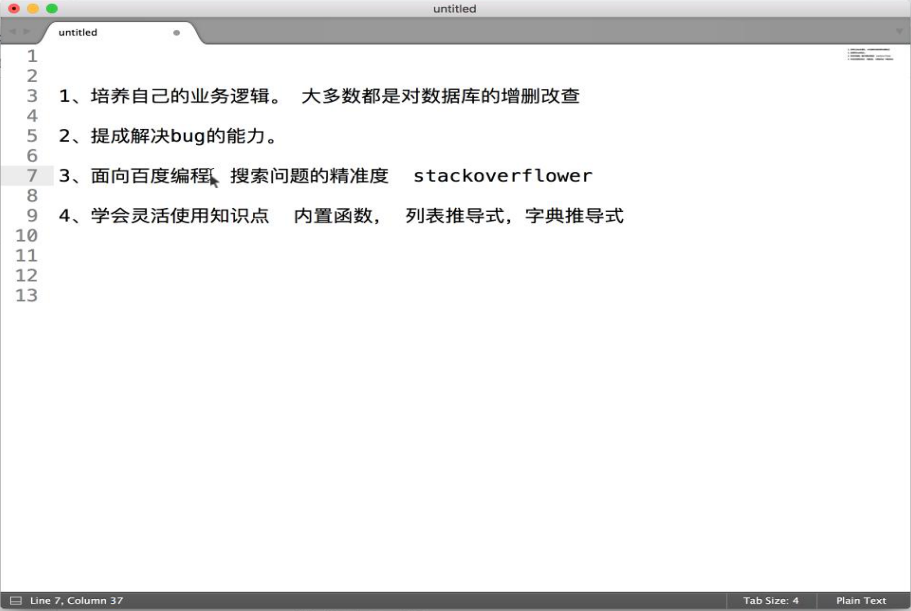 untitled
untitled
1
2
3 1、培养自己的业务逻辑。 大多数都是对数据库的增删改查
4
5 2、提成解决bug的能力。
6
7 3、面向百度编程 搜索问题的精准度 stackoverflower
8
9 4、学会灵活使用知识点 内置函数, 列表推导式,字典推导式
10
11
12
13
Line 7, Column 37 Tab Size: 4 Plain Text